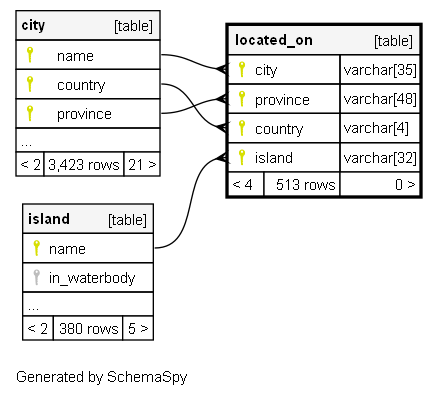 city [table]
name
country
province
...
< 2 3,423 rows 21 >
located_on [table]
city varchar[35]
province varchar[48]
country varchar[4]
island varchar[32]
< 4 513 rows 0 >
island [table]
name
in_waterbody
...
< 2 380 rows 5 >
Generated by SchemaSpy